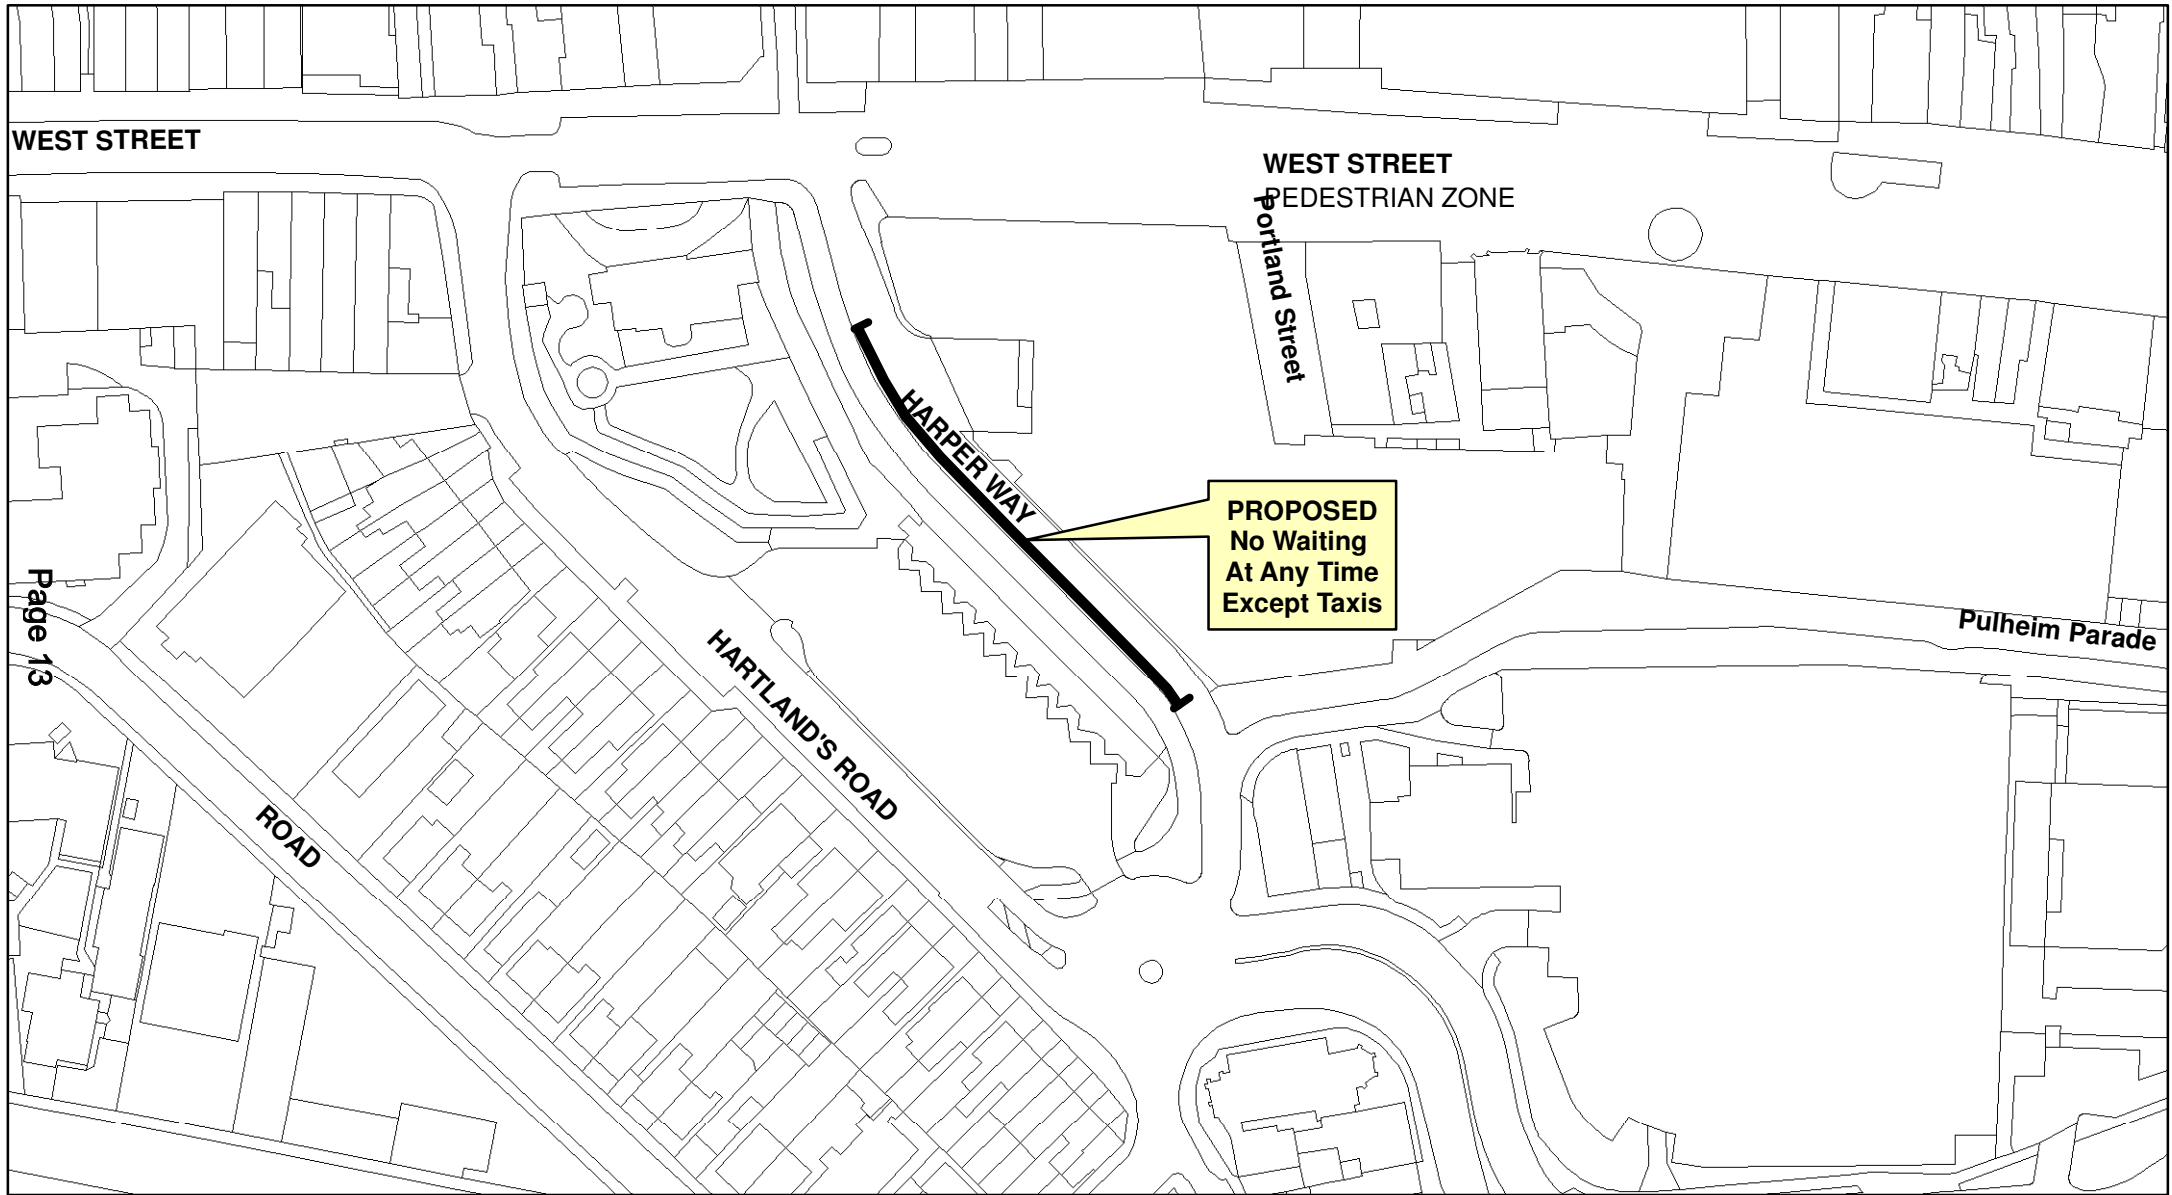 WEST STREET
WEST STREET
PEDESTRIAN ZONE
Portland Street
HARPER WAY
PROPOSED
No Waiting
At Any Time
Except Taxis
Pulheim Parade
Page 13
HARTLAND'S ROAD
ROAD